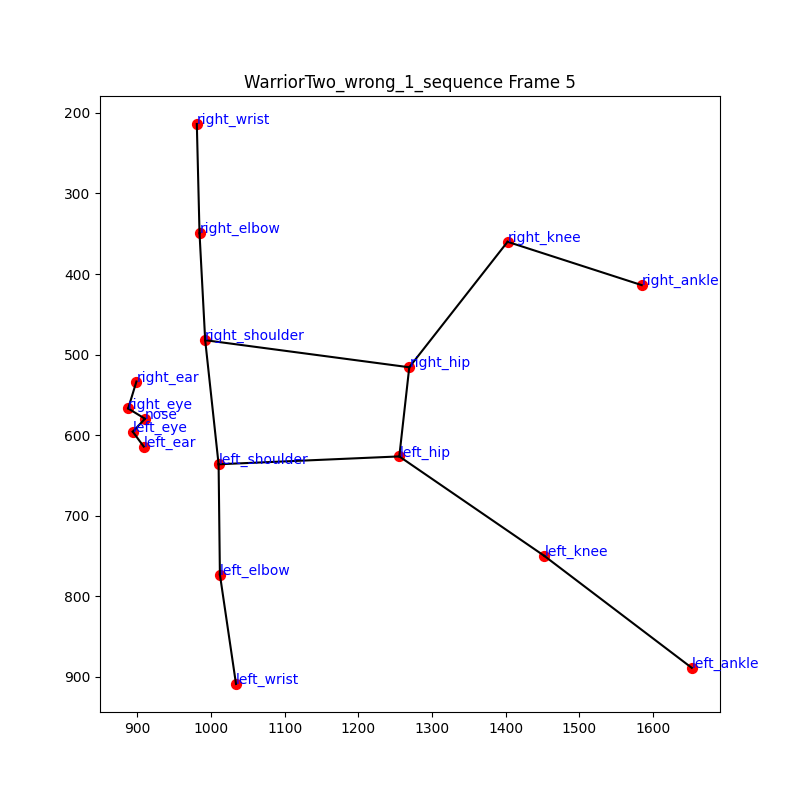 WarriorTwo_wrong_1_sequence Frame 5
200
right_wrist
right_elbow
right_knee
300
right_ankle
400
right_shoulder
right_hip
500
right_ear
right_eye
nose
left_eye
600
left_ear
left_shoulder
left_hip
700
left_knee
left_elbow
800
left_ankle
left_wrist
900
900 1000 1100 1200 1300 1400 1500 1600